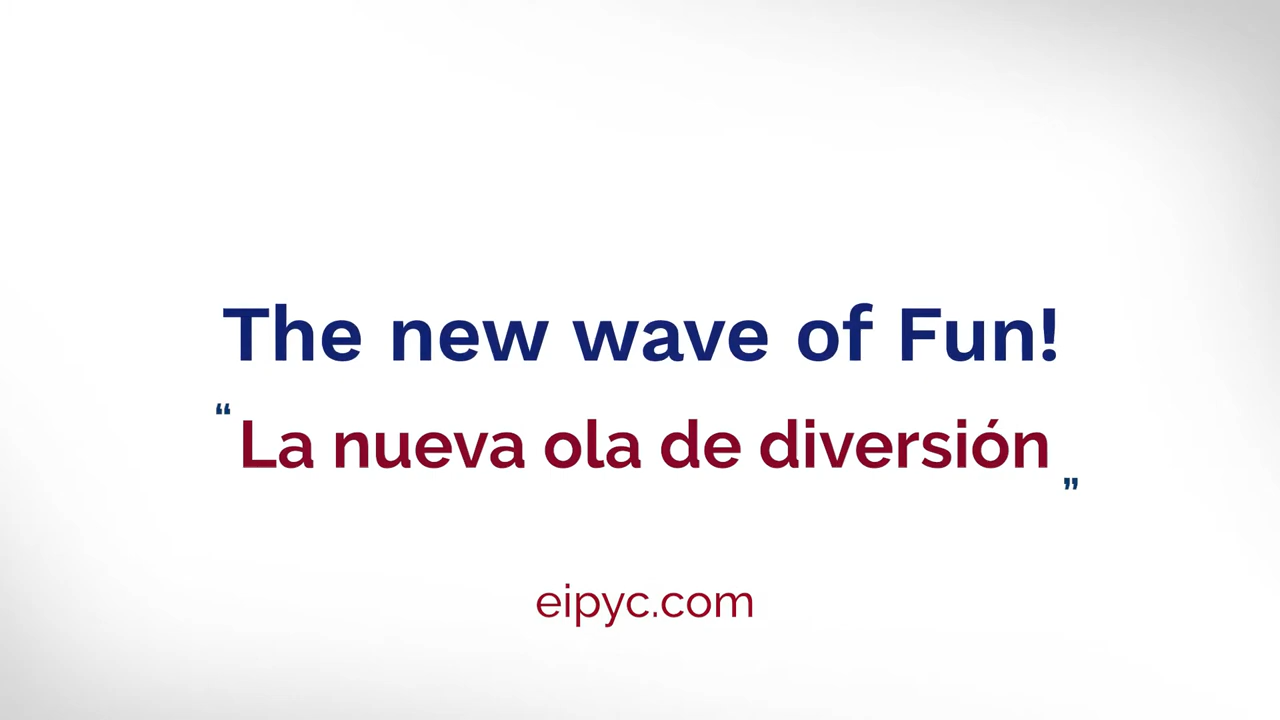 The new wave of Fun!
“La nueva ola de diversión”
eipyc.com